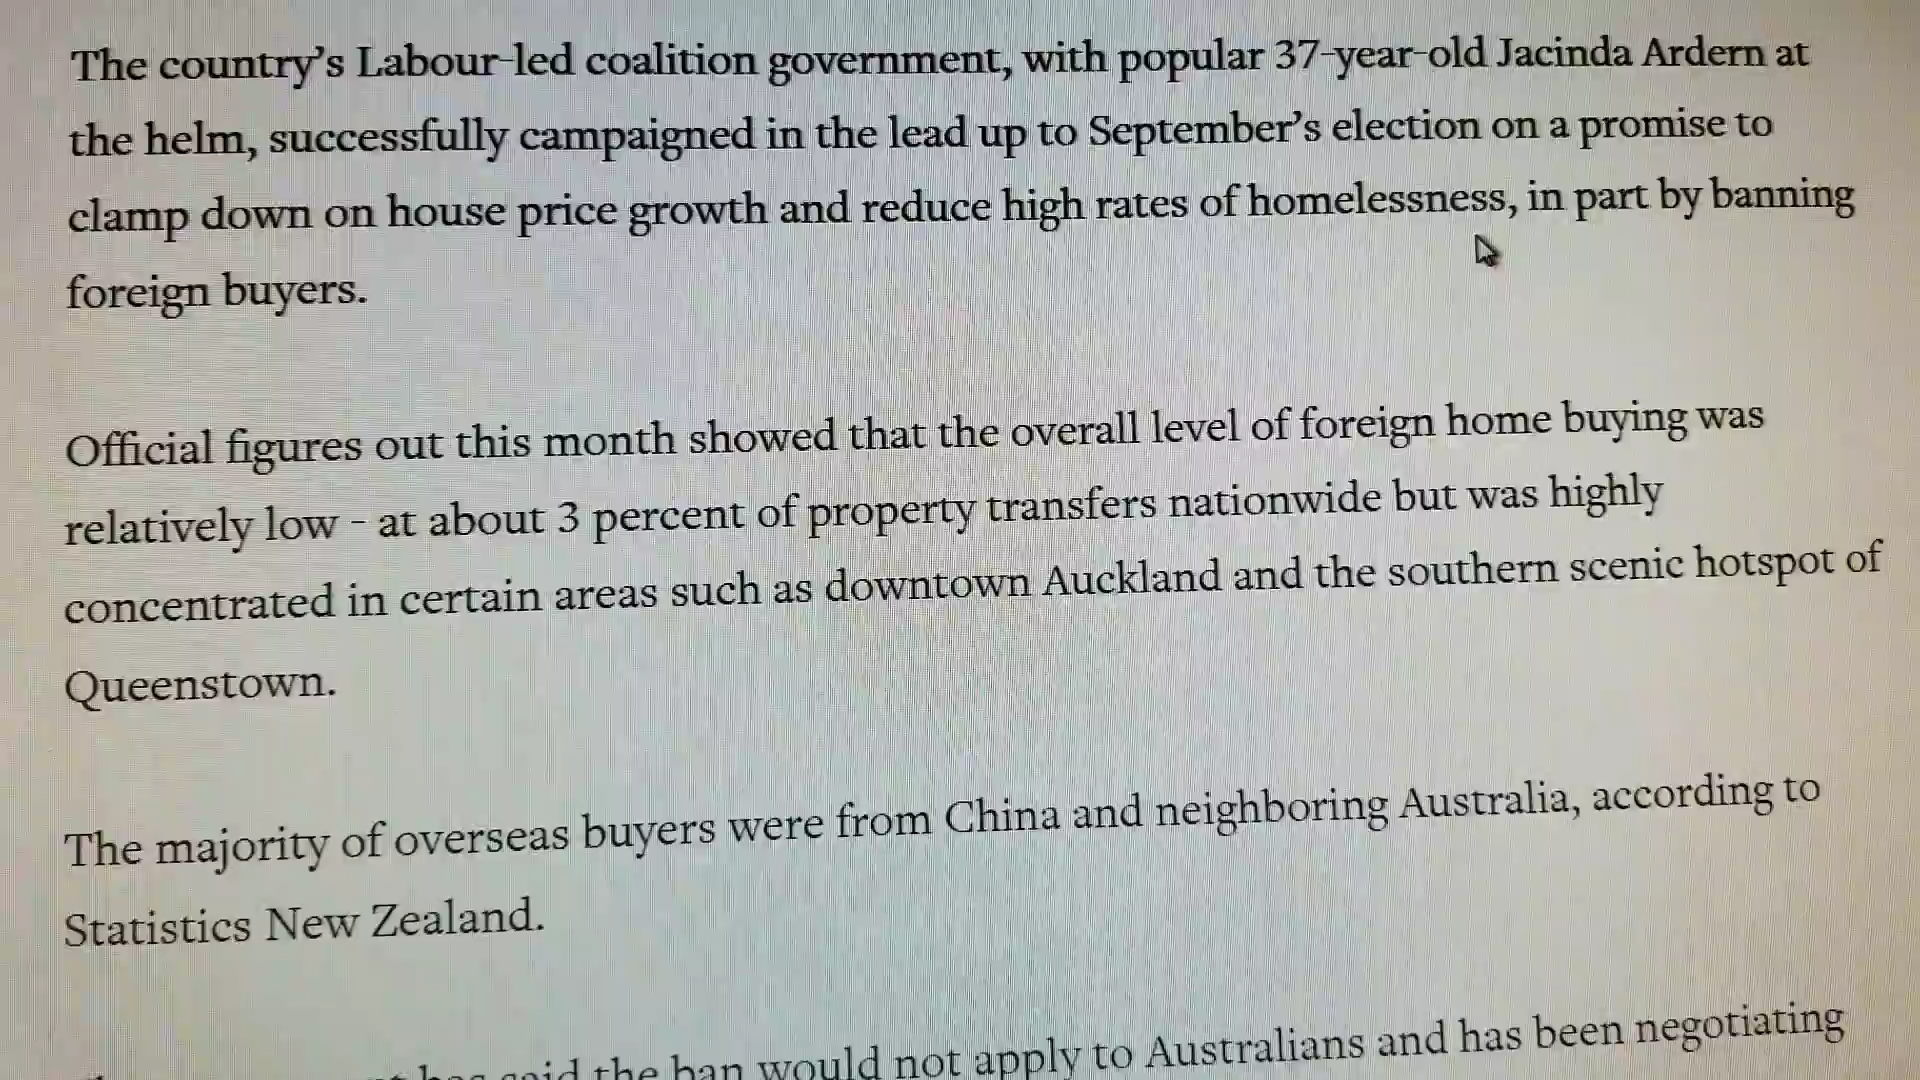 The country’s Labour-led coalition government, with popular 37-year-old Jacinda Ardern at
the helm, successfully campaigned in the lead up to September’s election on a promise to
clamp down on house price growth and reduce high rates of homelessness, in part by banning
foreign buyers.
Official figures out this month showed that the overall level of foreign home buying was
relatively low - at about 3 percent of property transfers nationwide but was highly
concentrated in certain areas such as downtown Auckland and the southern scenic hotspot of
Queenstown.
The majority of overseas buyers were from China and neighboring Australia, according to
Statistics New Zealand.
has said the ban would not apply to Australians and has been negotiating